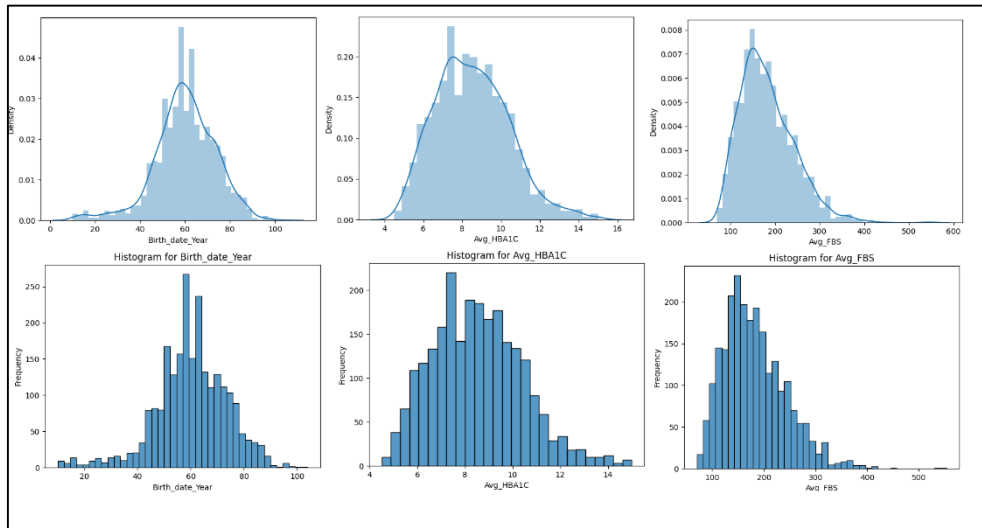 0.04
0.03
0.02
0.01
0.00
Density
0 20 40 60 80 100
Birth_date_Year
0.20
0.15
0.10
0.05
0.00
Density
4 6 8 10 12 14 16
Avg_HBA1C
0.008
0.007
0.006
0.005
0.004
0.003
0.002
0.001
0.000
Density
100 200 300 400 500 600
Avg_FBS
Histogram for Birth_date_Year
250
200
150
100
50
0
Frequency
20 40 60 80 100
Birth_date_Year
Histogram for Avg_HBA1C
200
150
100
50
0
Frequency
4 6 8 10 12 14
Avg_HBA1C
Histogram for Avg_FBS
200
150
100
50
0
Frequency
100 200 300 400 500
Avg_FBS